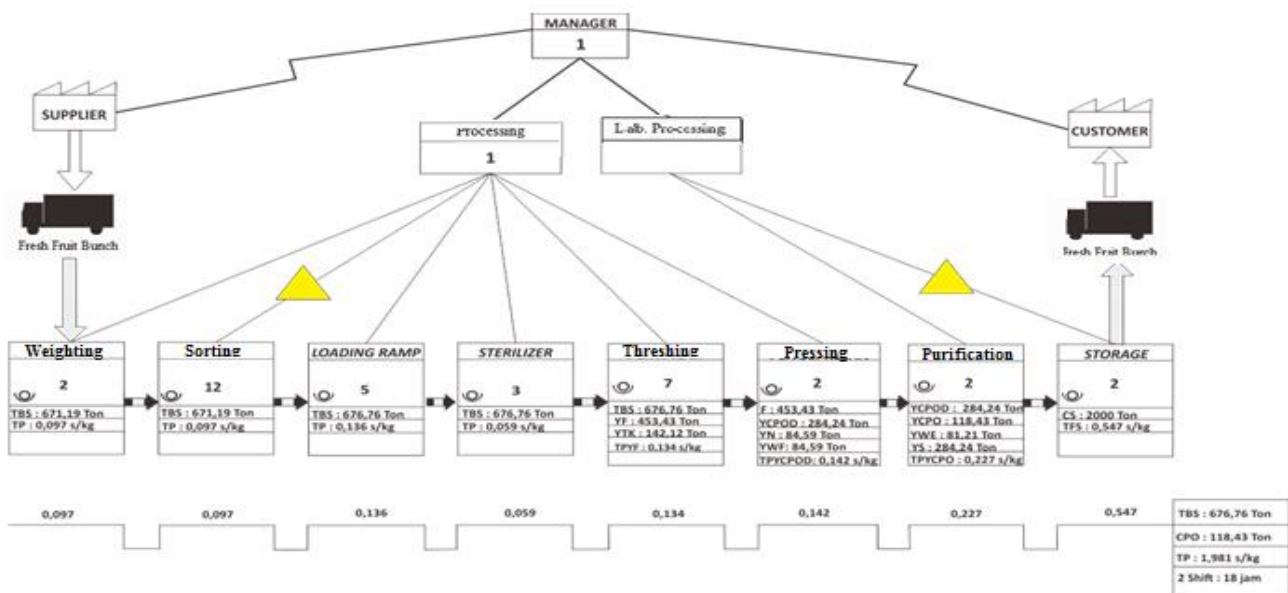 MANAGER
1
SUPPLIER
CUSTOMER
Processing
1
L-ab. Pro-cessing
Fresh Fruit Bunch
Fresh Fruit Bunch
Weighting
2
TBS : 671,19 Ton
TP : 0,097 s/kg
Sorting
12
TBS : 671,19 Ton
TP : 0,097 s/kg
LOADING RAMP
5
TBS : 676,76 Ton
TP : 0,136 s/kg
STERILIZER
3
TBS : 676,76 Ton
TP : 0,059 s/kg
Threshing
7
TBS : 676,76 Ton
YF : 453,43 Ton
YTK : 142,12 Ton
TPYF : 0,134 s/kg
Pressing
2
F : 453,43 Ton
YCPOD : 284,24 Ton
YN : 84,59 Ton
YWF: 84,59 Ton
TPYCPOD: 0,142 s/kg
Purification
2
YCPOD : 284,24 Ton
YCPO : 118,43 Ton
YWE : 81,21 Ton
YS : 284,24 Ton
TPYCPO : 0,227 s/kg
STORAGE
2
CS : 2000 Ton
TFS : 0,547 s/kg
0,097
0,097
0,136
0,059
0,134
0,142
0,227
0,547
TBS : 676,76 Ton
CPO : 118,43 Ton
TP : 1,981 s/kg
2 Shift : 18 jam